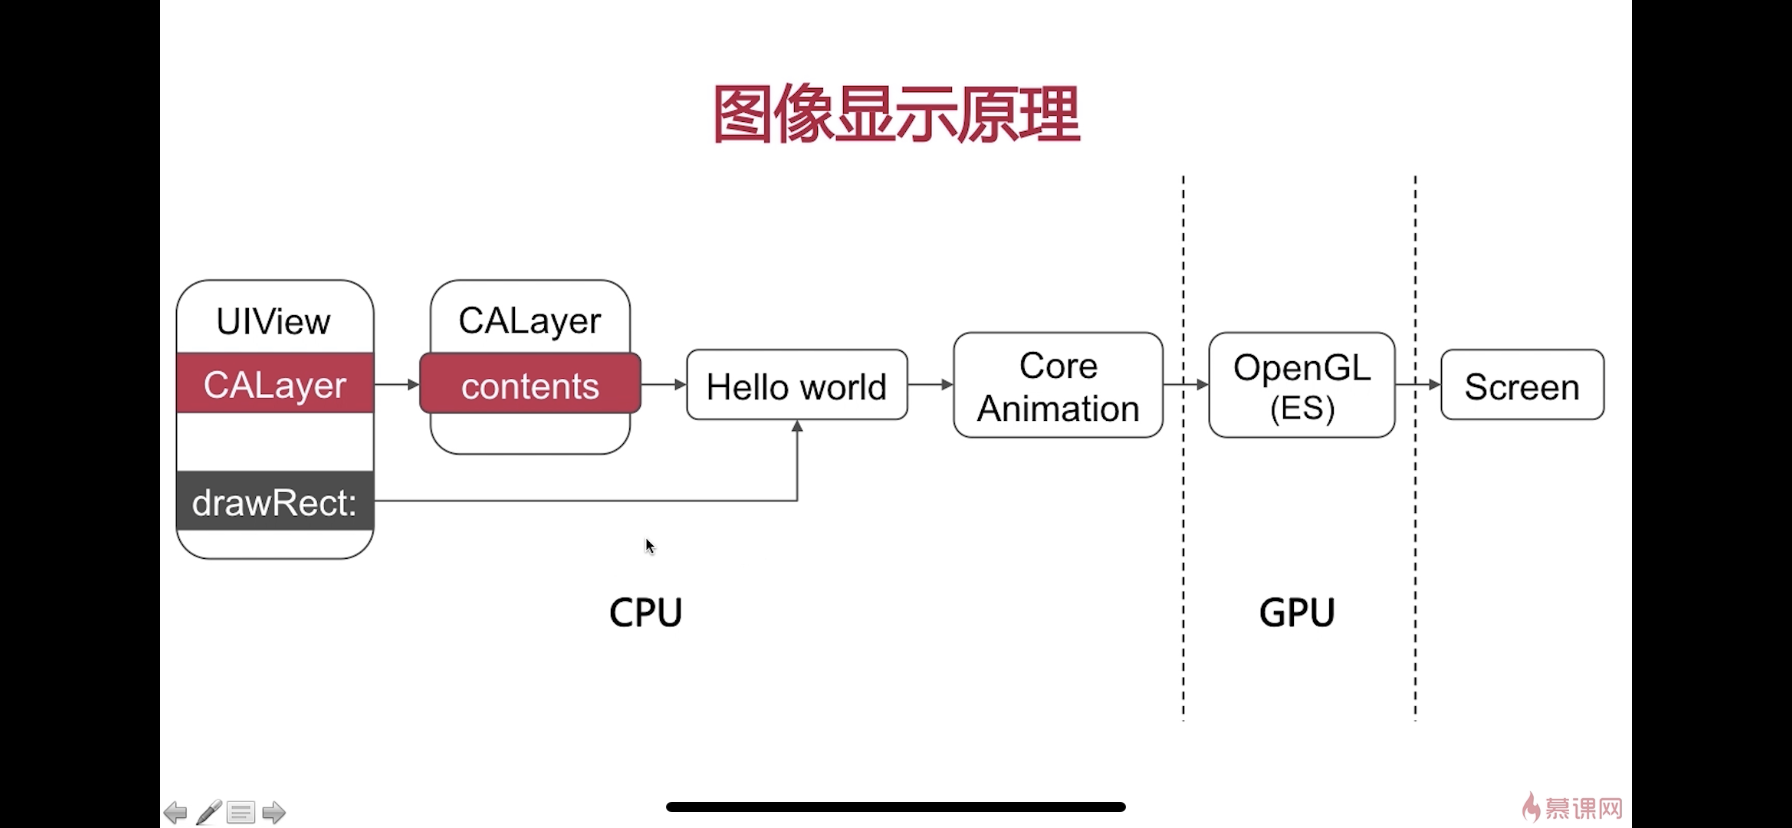 图像显示原理
UIView
CALayer
drawRect:
CALayer
contents
Hello world
Core
Animation
OpenGL
(ES)
Screen
CPU
GPU
慕课网